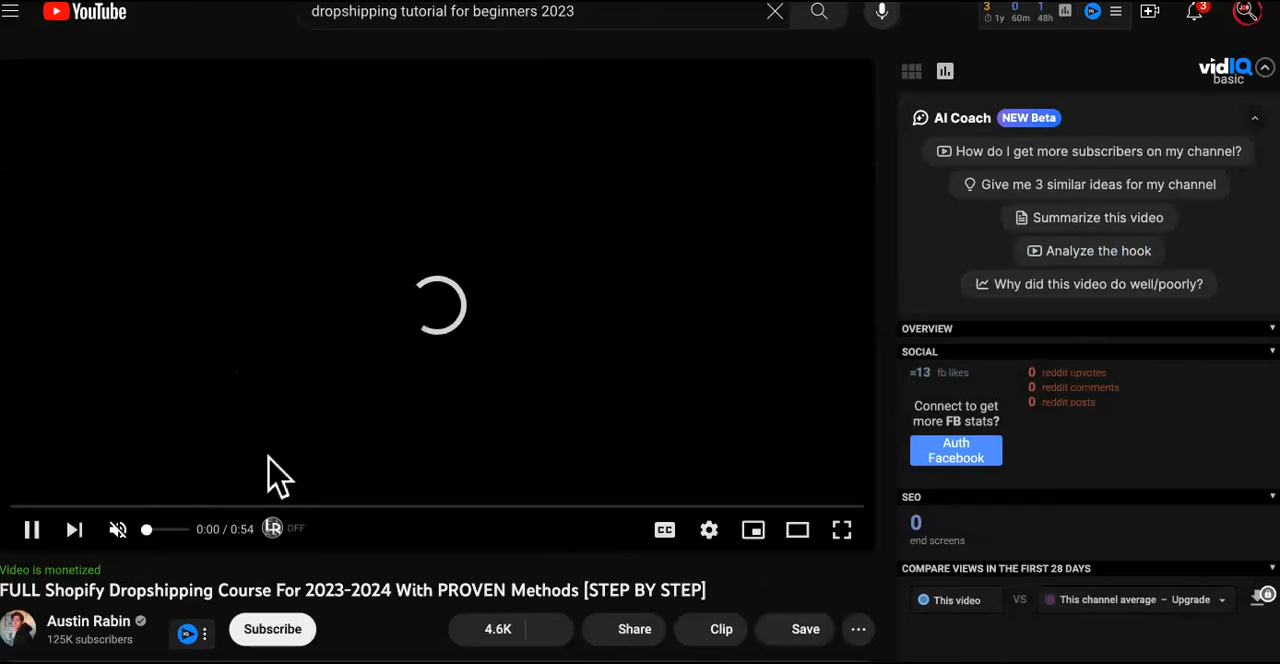 YouTube
dropshipping tutorial for beginners 2023
3 0 1
1y 60m 48h
3
vidIQ
basic
AI Coach NEW Beta
How do I get more subscribers on my channel?
Give me 3 similar ideas for my channel
Summarize this video
Analyze the hook
Why did this video do well/poorly?
OVERVIEW
SOCIAL
=13 fb likes
0 reddit upvotes
0 reddit comments
0 reddit posts
Connect to get
more FB stats?
Auth
Facebook
SEO
0
end screens
COMPARE VIEWS IN THE FIRST 28 DAYS
This video VS This channel average – Upgrade
0:00 / 0:54 LR OFF
CC
Video is monetized
FULL Shopify Dropshipping Course For 2023-2024 With PROVEN Methods [STEP BY STEP]
Austin Rabin
125K subscribers
Subscribe
4.6K
Share
Clip
Save